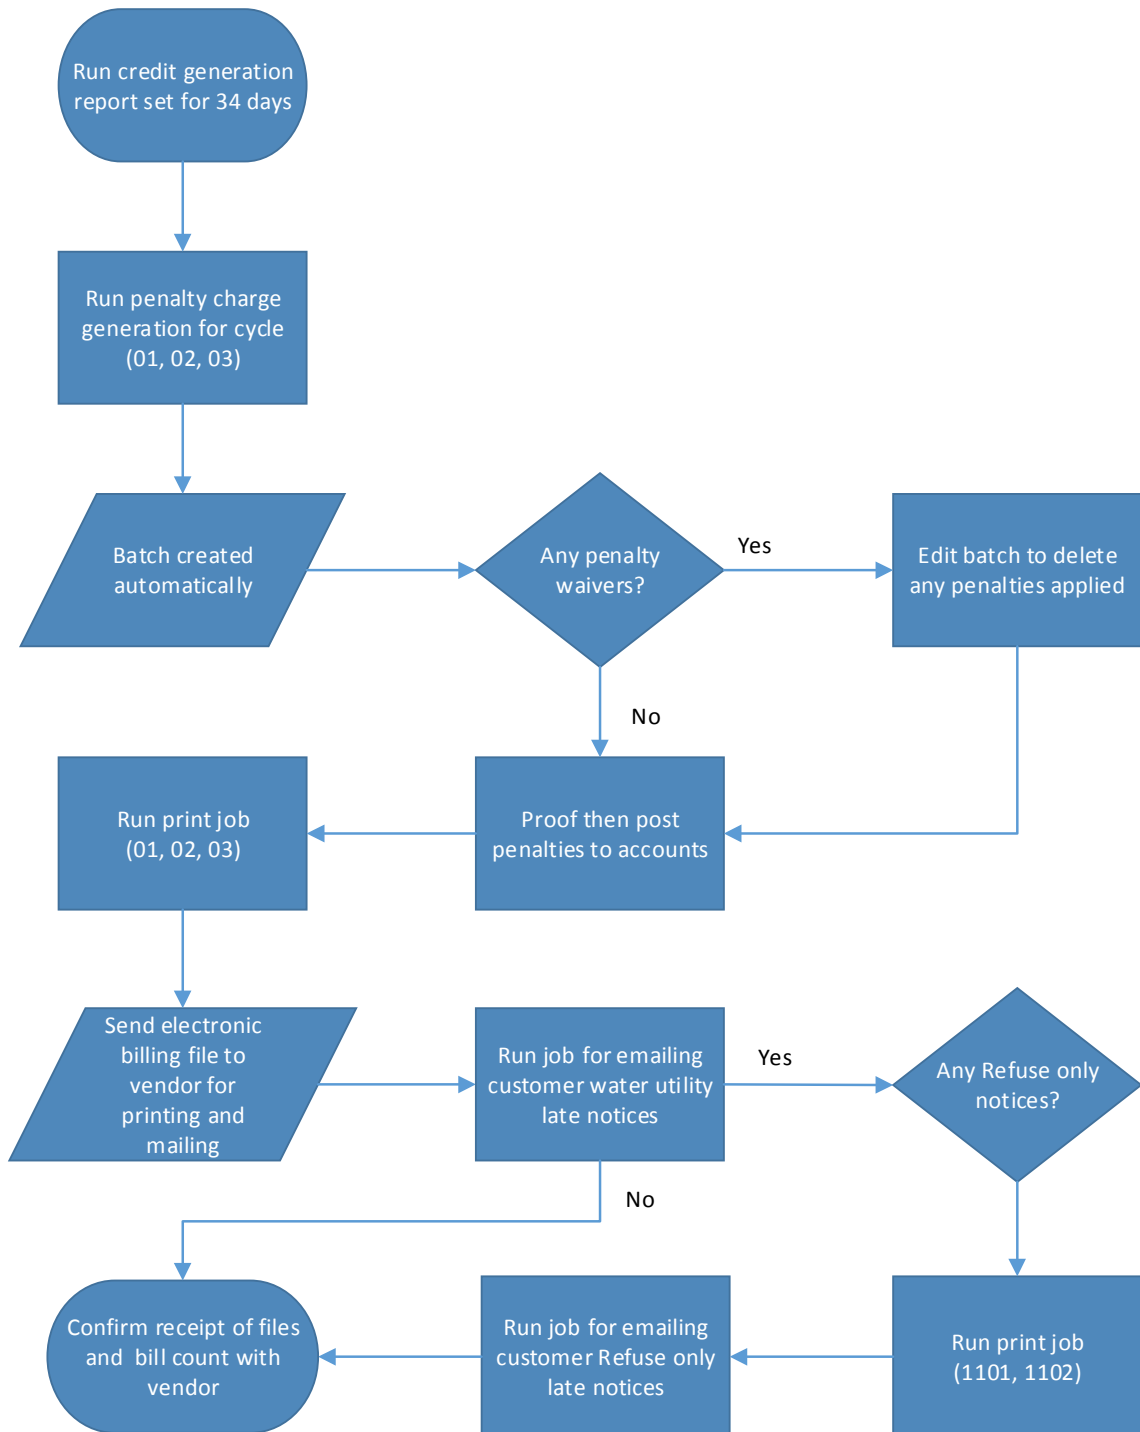 Run credit generation
report set for 34 days
Run penalty charge
generation for cycle
(01, 02, 03)
Batch created
automatically
Any penalty
waivers?
Yes
Edit batch to delete
any penalties applied
No
Proof then post
penalties to accounts
Run print job
(01, 02, 03)
Send electronic
billing file to
vendor for
printing and
mailing
Run job for emailing
customer water utility
late notices
Yes
Any Refuse only
notices?
No
Run print job
(1101, 1102)
Run job for emailing
customer Refuse only
late notices
Confirm receipt of files
and bill count with
vendor